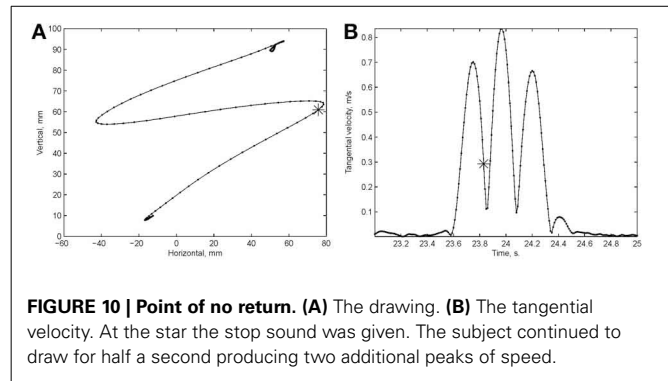 A
B
100
90
80
70
60
50
40
30
20
10
0
Vertical, mm
−60 −40 −20 0 20 40 60 80
Horizontal, mm
0.8
0.7
0.6
0.5
0.4
0.3
0.2
0.1
Tangential velocity, m/s
23.2 23.4 23.6 23.8 24 24.2 24.4 24.6 24.8 25
Time, s.
FIGURE 10 | Point of no return. (A) The drawing. (B) The tangential
velocity. At the star the stop sound was given. The subject continued to
draw for half a second producing two additional peaks of speed.